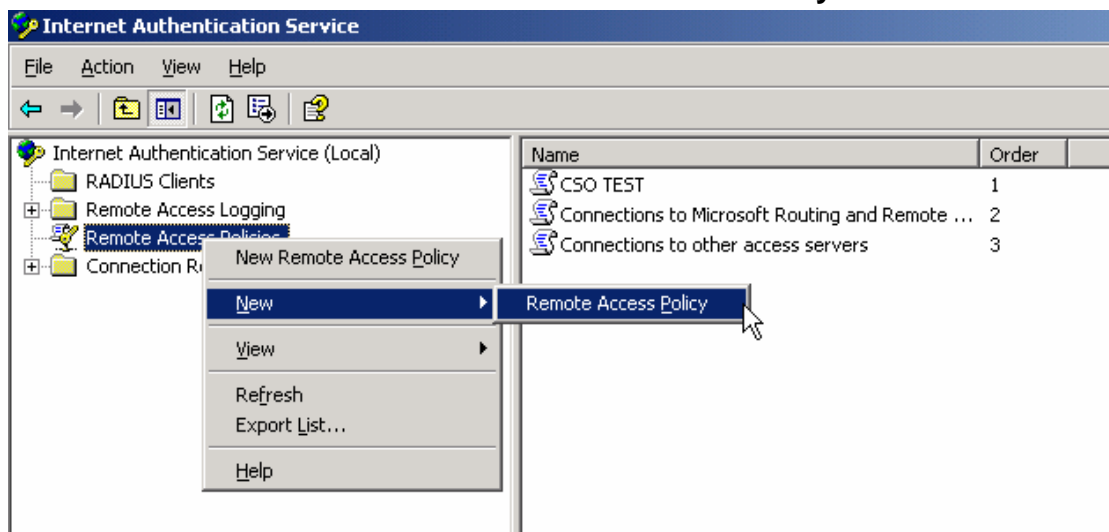 Internet Authentication Service
File Action View Help
Internet Authentication Service (Local)
RADIUS Clients
Remote Access Logging
Remote Access Policies
Connection R
Name Order
CSO TEST 1
Connections to Microsoft Routing and Remote ... 2
Connections to other access servers 3
New Remote Access Policy
New
Remote Access Policy
View
Refresh
Export List...
Help